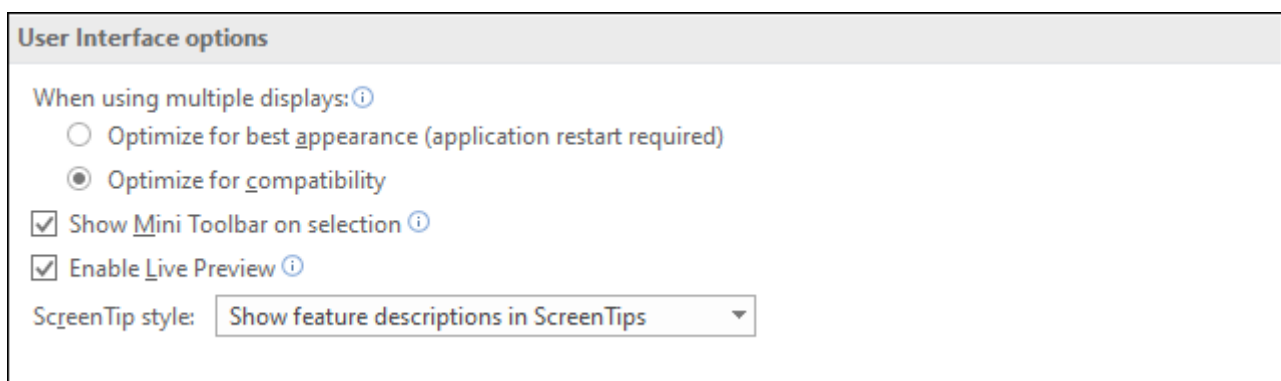 User Interface options
When using multiple displays:
Optimize for best appearance (application restart required)
Optimize for compatibility
Show Mini Toolbar on selection
Enable Live Preview
ScreenTip style: Show feature descriptions in ScreenTips